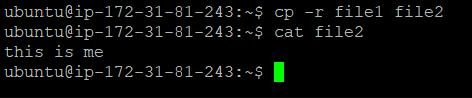 ubuntu@ip-172-31-81-243:~$ cp -r file1 file2
ubuntu@ip-172-31-81-243:~$ cat file2
this is me
ubuntu@ip-172-31-81-243:~$